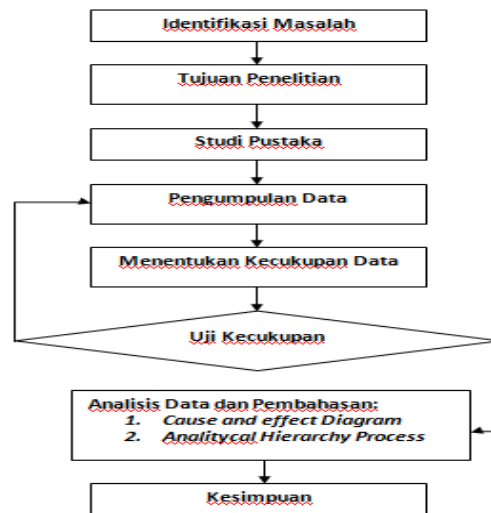 Identifikasi Masalah
Tujuan Penelitian
Studi Pustaka
Pengumpulan Data
Menentukan Kecukupan Data
Uji Kecukupan
Analisis Data dan Pembahasan:
1. Cause and effect Diagram
2. Analitycal Hierarchy Process
Kesimpuan